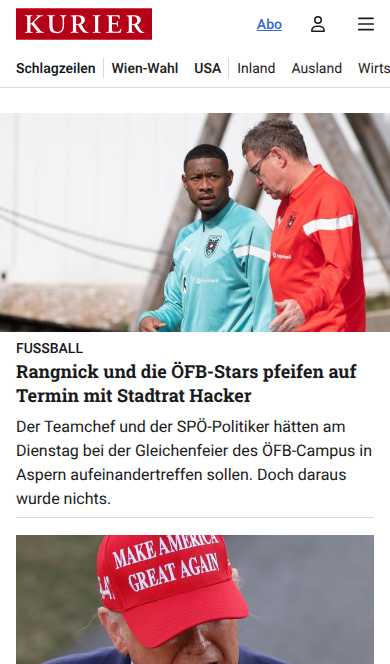 KURIER
Abo
Schlagzeilen
Wien-Wahl
USA
Inland
Ausland
Wirts
FUSSBALL
Rangnick und die ÖFB-Stars pfeifen auf
Termin mit Stadtrat Hacker
Der Teamchef und der SPÖ-Politiker hätten am
Dienstag bei der Gleichenfeier des ÖFB-Campus in
Aspern aufeinandertreffen sollen. Doch daraus
wurde nichts.
MAKE AMERICA
GREAT AGAIN